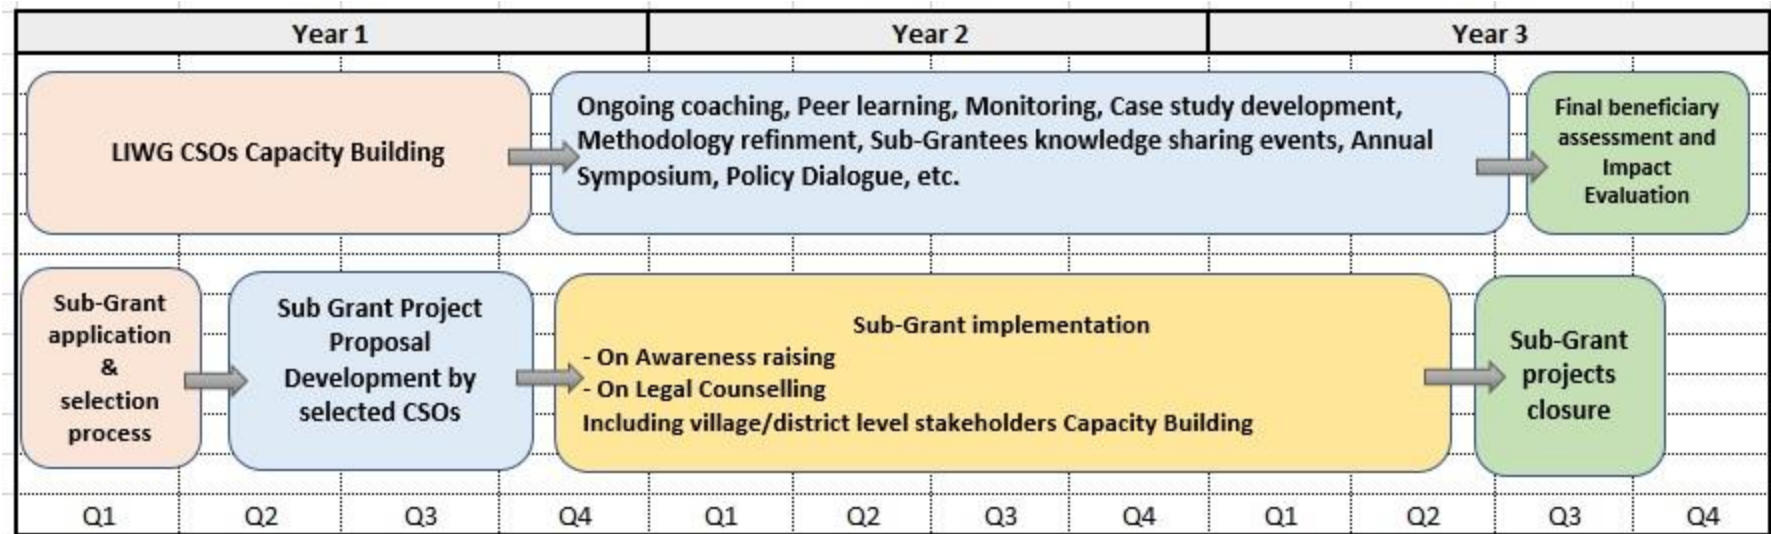 Year 1
Year 2
Year 3
LIWG CSOs Capacity Building
Ongoing coaching, Peer learning, Monitoring, Case study development,
Methodology refinment, Sub-Grantees knowledge sharing events, Annual
Symposium, Policy Dialogue, etc.
Final beneficiary
assessment and
Impact
Evaluation
Sub-Grant
application
&
selection
process
Sub Grant Project
Proposal
Development by
selected CSOs
Sub-Grant implementation
- On Awareness raising
- On Legal Counselling
Including village/district level stakeholders Capacity Building
Sub-Grant
projects
closure
Q1
Q2
Q3
Q4
Q1
Q2
Q3
Q4
Q1
Q2
Q3
Q4